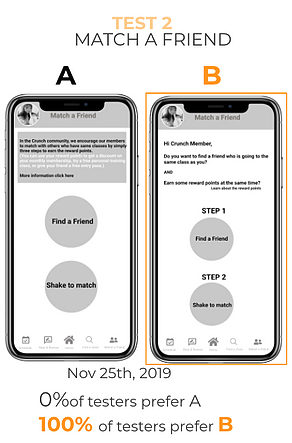 TEST 2
MATCH A FRIEND
A
B
Match a Friend
In the Crunch community, we encourage our members
to match with others who have same classes by simply
three steps to earn the reward points.
(You can use your reward points to get a discount on
your monthly membership, try a free personal training
class, or give your friend a free entry pass.)
More information click here
Find a Friend
Shake to match
Match a Friend
Hi Crunch Member,
Do you want to find a friend who is going to the
same class as you?
AND
Earn some reward points at the same time?
Learn about the reward points
STEP 1
Find a Friend
STEP 2
Shake to match
Nov 25th, 2019
0%of testers prefer A
100% of testers prefer B